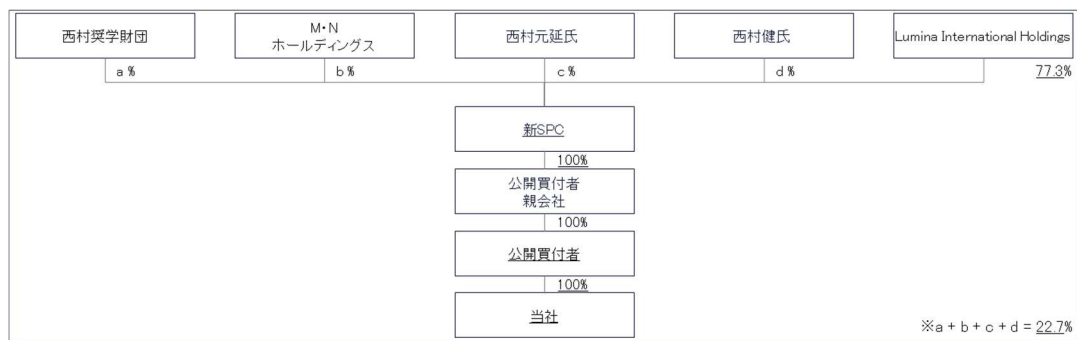 西村奨学財団
M・N
ホールディングス
西村元延氏
西村健氏
Lumina International Holdings
a %
b %
c %
d %
77.3%
新SPC
100%
公開買付者
親会社
100%
公開買付者
100%
当社
※a + b + c + d = 22.7%